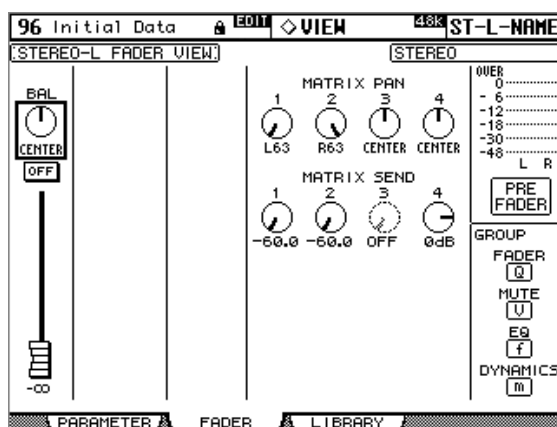 96 Initial Data EDIT VIEW 48K ST-L-NAME
STEREO-L FADER VIEW STEREO
BAL
CENTER
OFF
-∞
MATRIX PAN
1 2 3 4
L63 R63 CENTER CENTER
MATRIX SEND
1 2 3 4
-60.0 -60.0 OFF 0dB
OVER
0
- 6
-12
-18
-30
-48
L R
PRE
FADER
GROUP
FADER
Q
MUTE
V
EQ
f
DYNAMICS
m
PARAMETER FADER LIBRARY